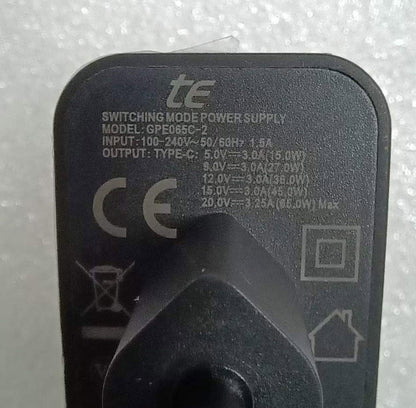 tE
SWITCHING MODE POWER SUPPLY
MODEL: GPE065C-2
INPUT: 100-240V~50/60Hz 1.5A
OUTPUT: TYPE-C: 5.0V⎓3.0A(15.0W)
9.0V⎓3.0A(27.0W)
12.0V⎓3.0A(36.0W)
15.0V⎓3.0A(45.0W)
20.0V⎓3.25A(65.0W) Max
CE